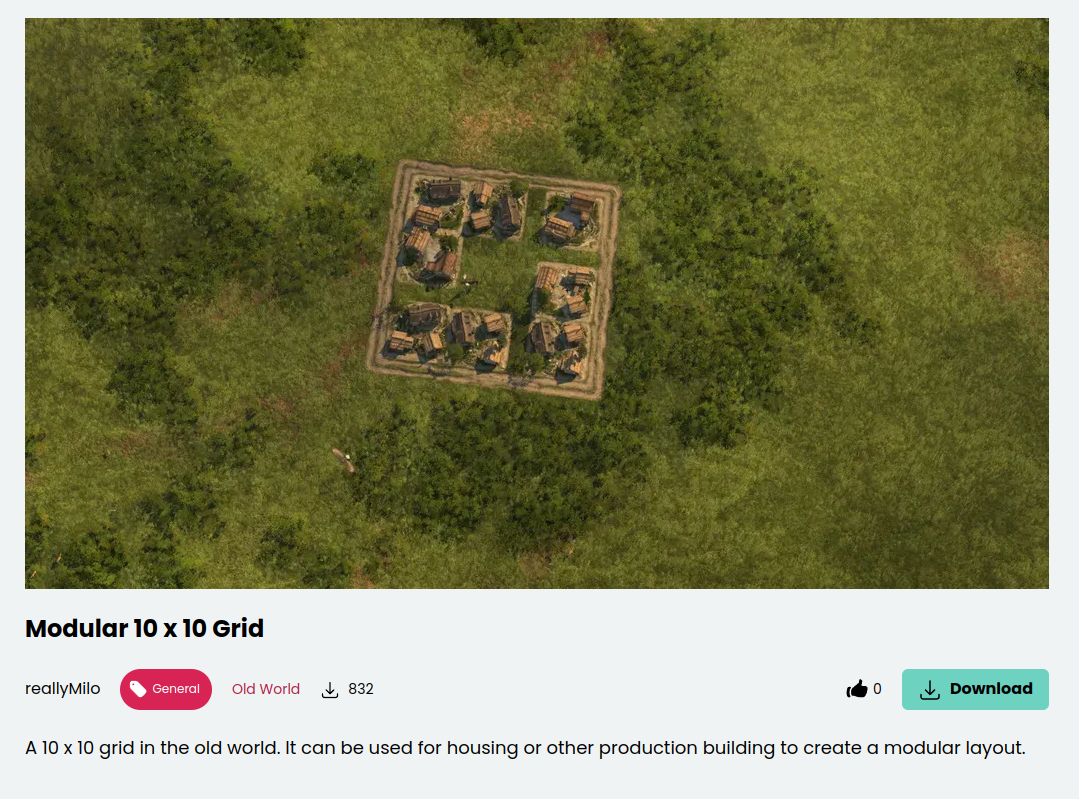 Modular 10 x 10 Grid
reallyMilo General Old World 832 0 Download
A 10 x 10 grid in the old world. It can be used for housing or other production building to create a modular layout.